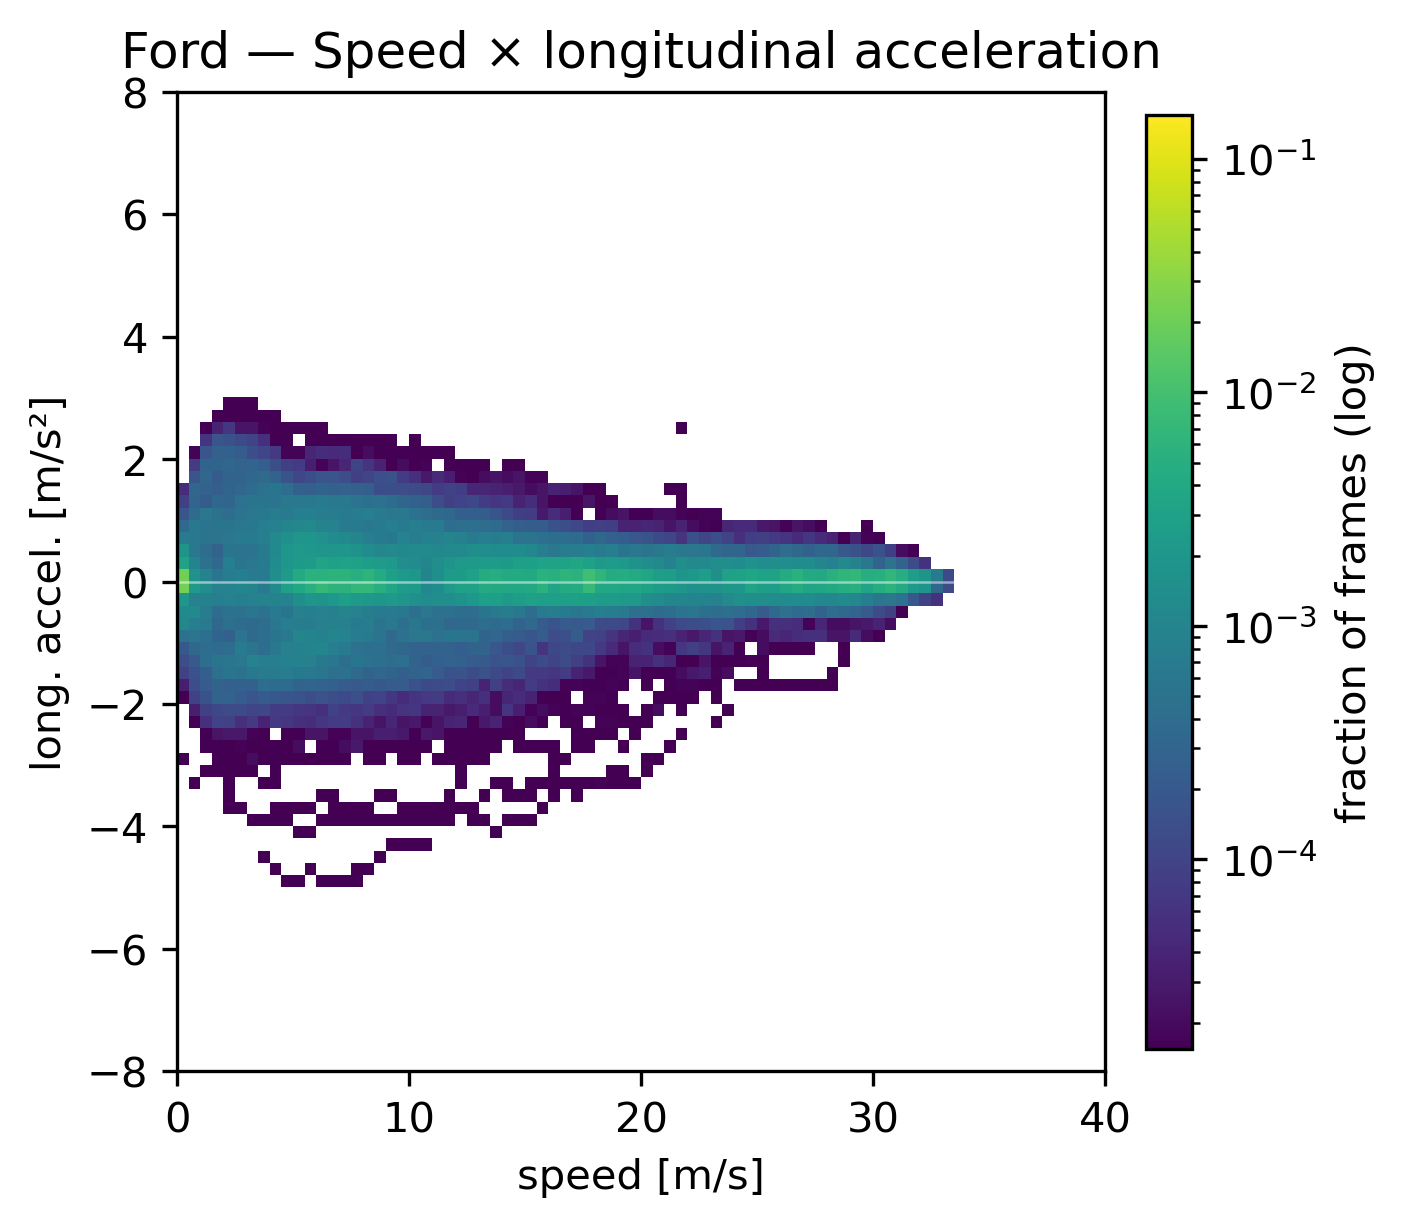 Ford — Speed × longitudinal acceleration
8
6
4
2
0
−2
−4
−6
−8
long. accel. [m/s²]
0 10 20 30 40
speed [m/s]
10⁻¹
10⁻²
10⁻³
10⁻⁴
fraction of frames (log)